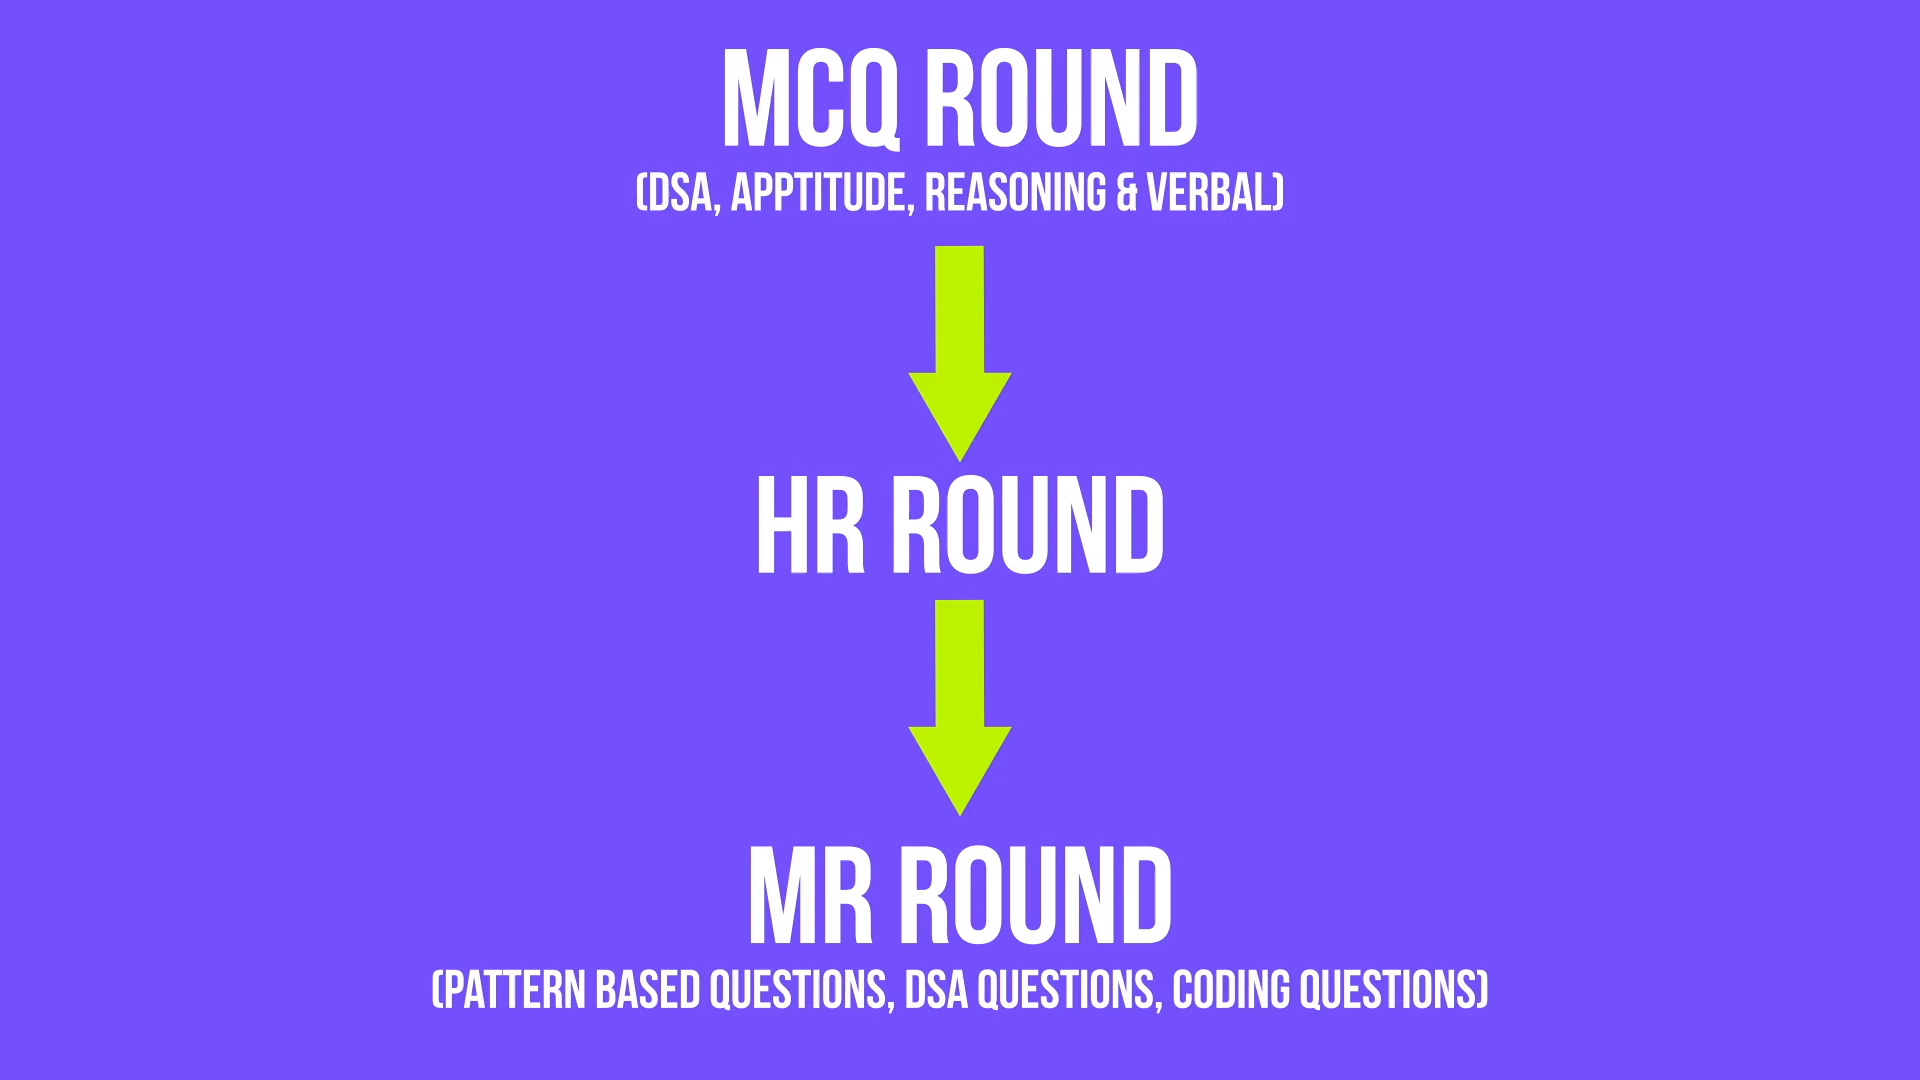 MCQ ROUND
(DSA, APPTITUDE, REASONING & VERBAL)
HR ROUND
MR ROUND
(PATTERN BASED QUESTIONS, DSA QUESTIONS, CODING QUESTIONS)